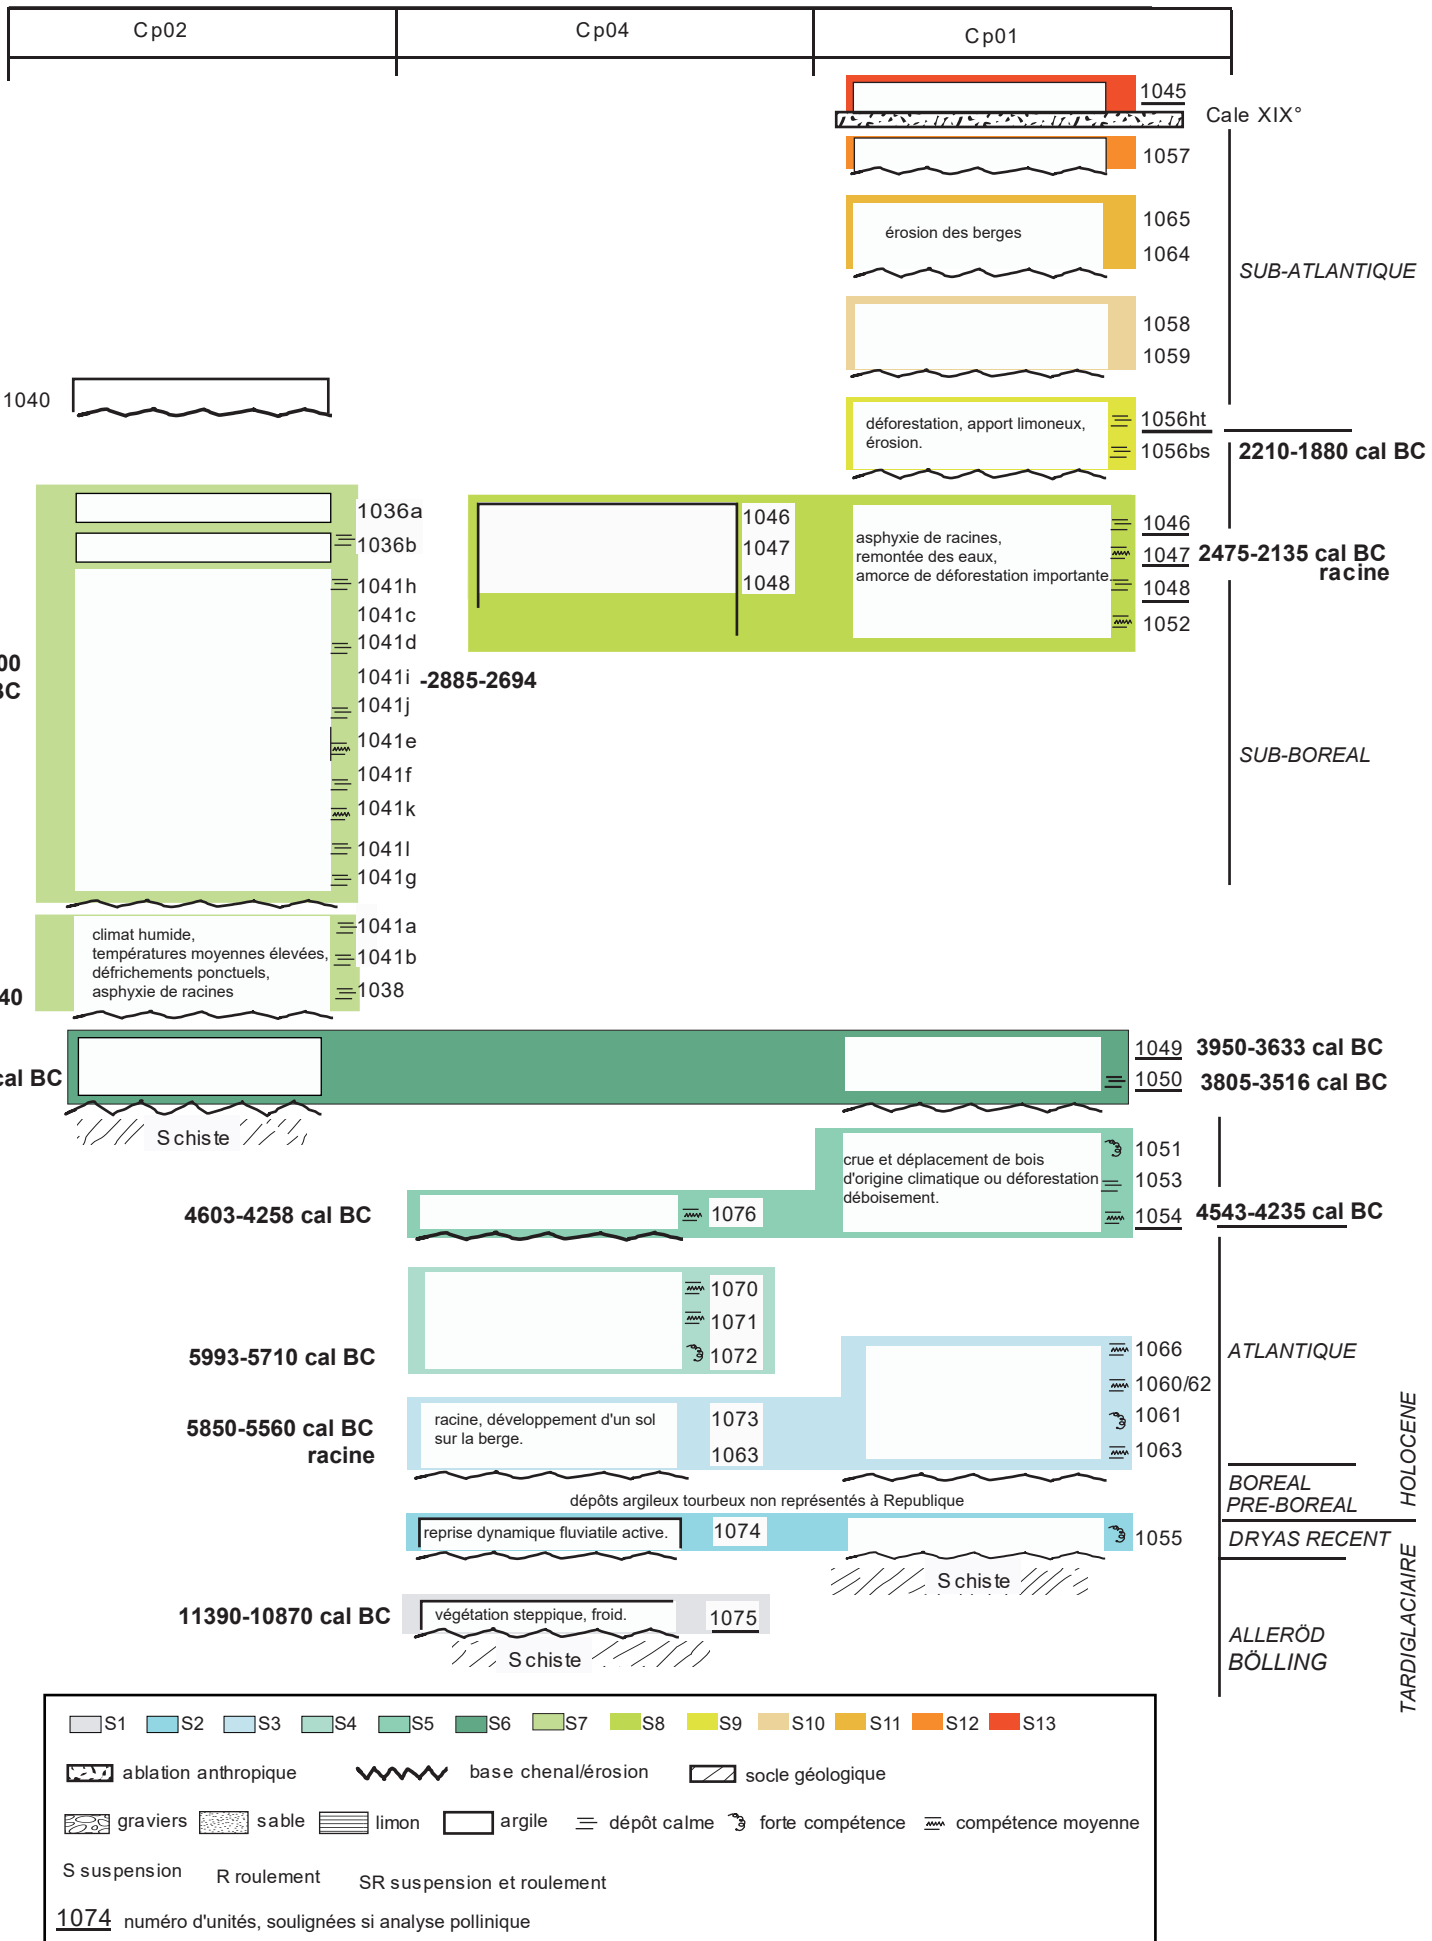 Cp02 Cp04 Cp01
1045
Cale XIX°
1057
1065
érosion des berges
1064
SUB-ATLANTIQUE
1058
1059
1040
déforestation, apport limoneux,
érosion.
1056ht
1056bs
2210-1880 cal BC
1036a
1036b
1041h
1041c
1041d
1041i
1041j
1041e
1041f
1041k
1041l
1041g
00
BC
-2885-2694
1046
1047
1048
asphyxie de racines,
remontée des eaux,
amorce de déforestation importante.
1046
1047
1048
1052
2475-2135 cal BC
racine
SUB-BOREAL
climat humide,
températures moyennes élevées,
défrichements ponctuels,
asphyxie de racines
1041a
1041b
1038
40
cal BC
Schiste
1049 3950-3633 cal BC
1050 3805-3516 cal BC
crue et déplacement de bois
d'origine climatique ou déforestation
déboisement.
1051
1053
1054 4543-4235 cal BC
4603-4258 cal BC
1076
1070
1071
1072
5993-5710 cal BC
1066
1060/62
1061
1063
ATLANTIQUE
5850-5560 cal BC
racine
racine, développement d'un sol
sur la berge.
1073
1063
BOREAL
PRE-BOREAL
HOLOCENE
dépôts argileux tourbeux non représentés à Republique
reprise dynamique fluviatile active.
1074
1055
DRYAS RECENT
Schiste
11390-10870 cal BC
végétation steppique, froid.
1075
Schiste
ALLERÖD
BÖLLING
TARDIGLACIAIRE
S1 S2 S3 S4 S5 S6 S7 S8 S9 S10 S11 S12 S13
ablation anthropique base chenal/érosion socle géologique
graviers sable limon argile dépôt calme forte compétence compétence moyenne
S suspension R roulement SR suspension et roulement
1074 numéro d'unités, soulignées si analyse pollinique